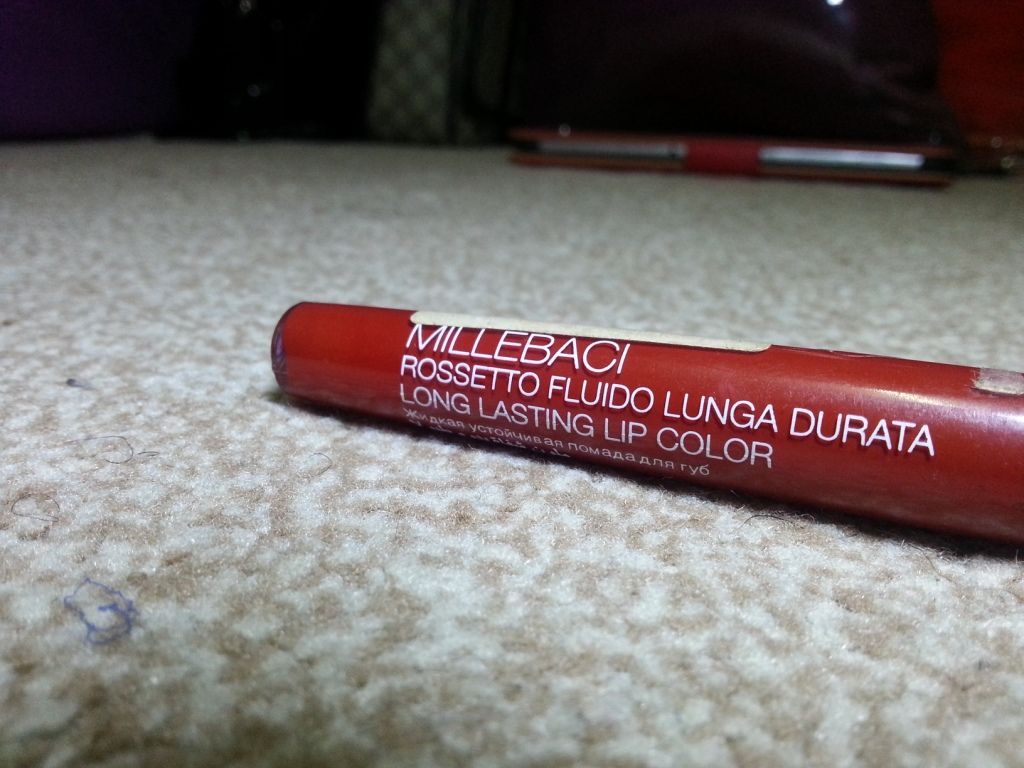 MILLEBACI
ROSSETTO FLUIDO LUNGA DURATA
LONG LASTING LIP COLOR
Жидкая устойчивая помада для губ